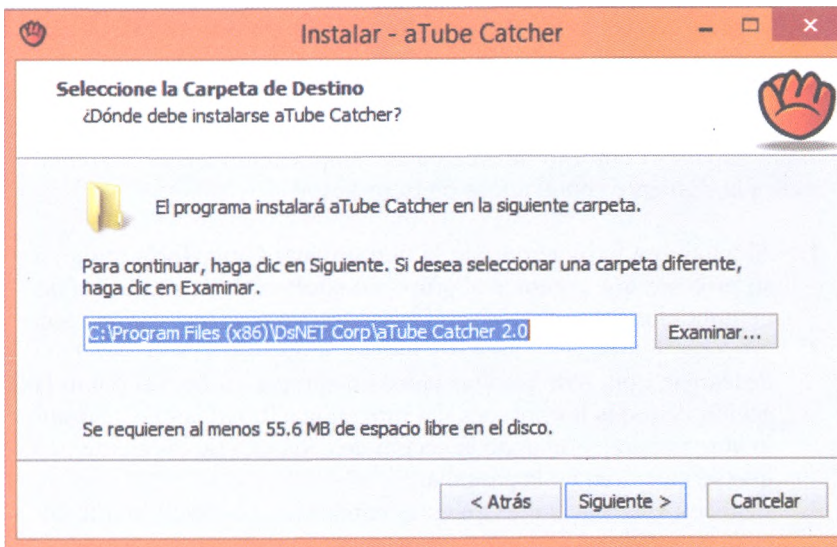 Instalar - aTube Catcher
Seleccione la Carpeta de Destino
¿Dónde debe instalarse aTube Catcher?
El programa instalará aTube Catcher en la siguiente carpeta.
Para continuar, haga clic en Siguiente. Si desea seleccionar una carpeta diferente,
haga clic en Examinar.
C:\Program Files (x86)\DsNET Corp\aTube Catcher 2.0
Examinar...
Se requieren al menos 55.6 MB de espacio libre en el disco.
< Atrás
Siguiente >
Cancelar